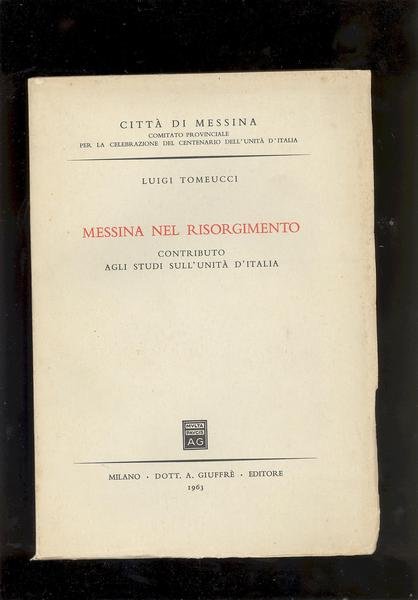 CITTÀ DI MESSINA
COMITATO PROVINCIALE
PER LA CELEBRAZIONE DEL CENTENARIO DELL'UNITÀ D'ITALIA
LUIGI TOMEUCCI
MESSINA NEL RISORGIMENTO
CONTRIBUTO
AGLI STUDI SULL'UNITÀ D'ITALIA
MVLTA
PAVCIS
AG
MILANO · DOTT. A. GIUFFRÈ · EDITORE
1963